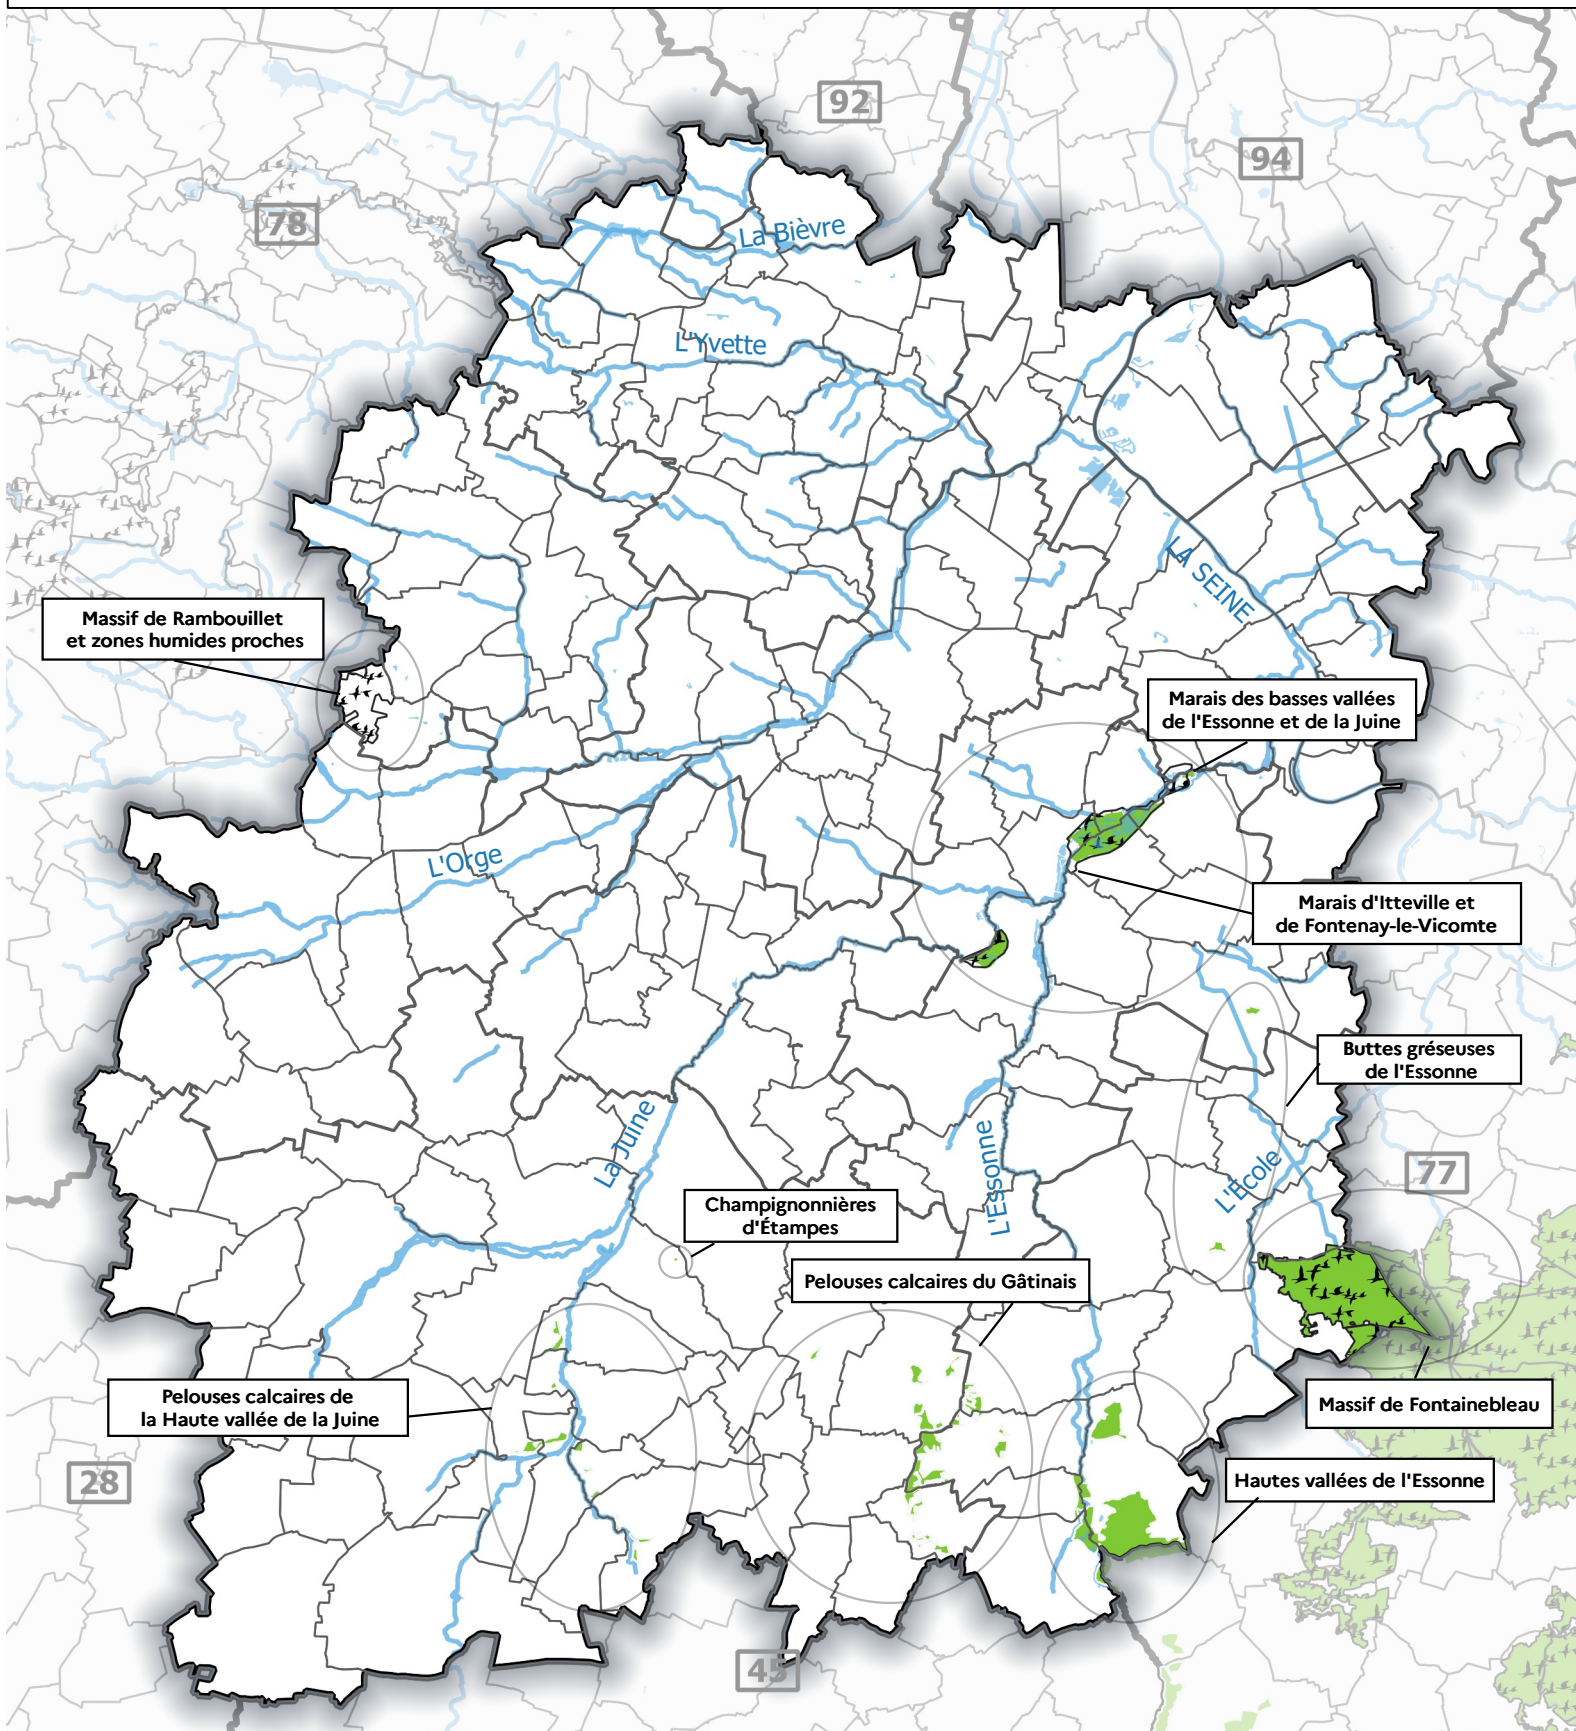 92
94
78
La Bièvre
L'Yvette
LA SEINE
Massif de Rambouillet
et zones humides proches
Marais des basses vallées
de l'Essonne et de la Juine
L'Orge
Marais d'Itteville et
de Fontenay-le-Vicomte
Buttes gréseuses
de l'Essonne
La Juine
L'Essonne
L'École
77
Champignonnières
d'Étampes
Pelouses calcaires du Gâtinais
Pelouses calcaires de
la Haute vallée de la Juine
Massif de Fontainebleau
28
Hautes vallées de l'Essonne
45